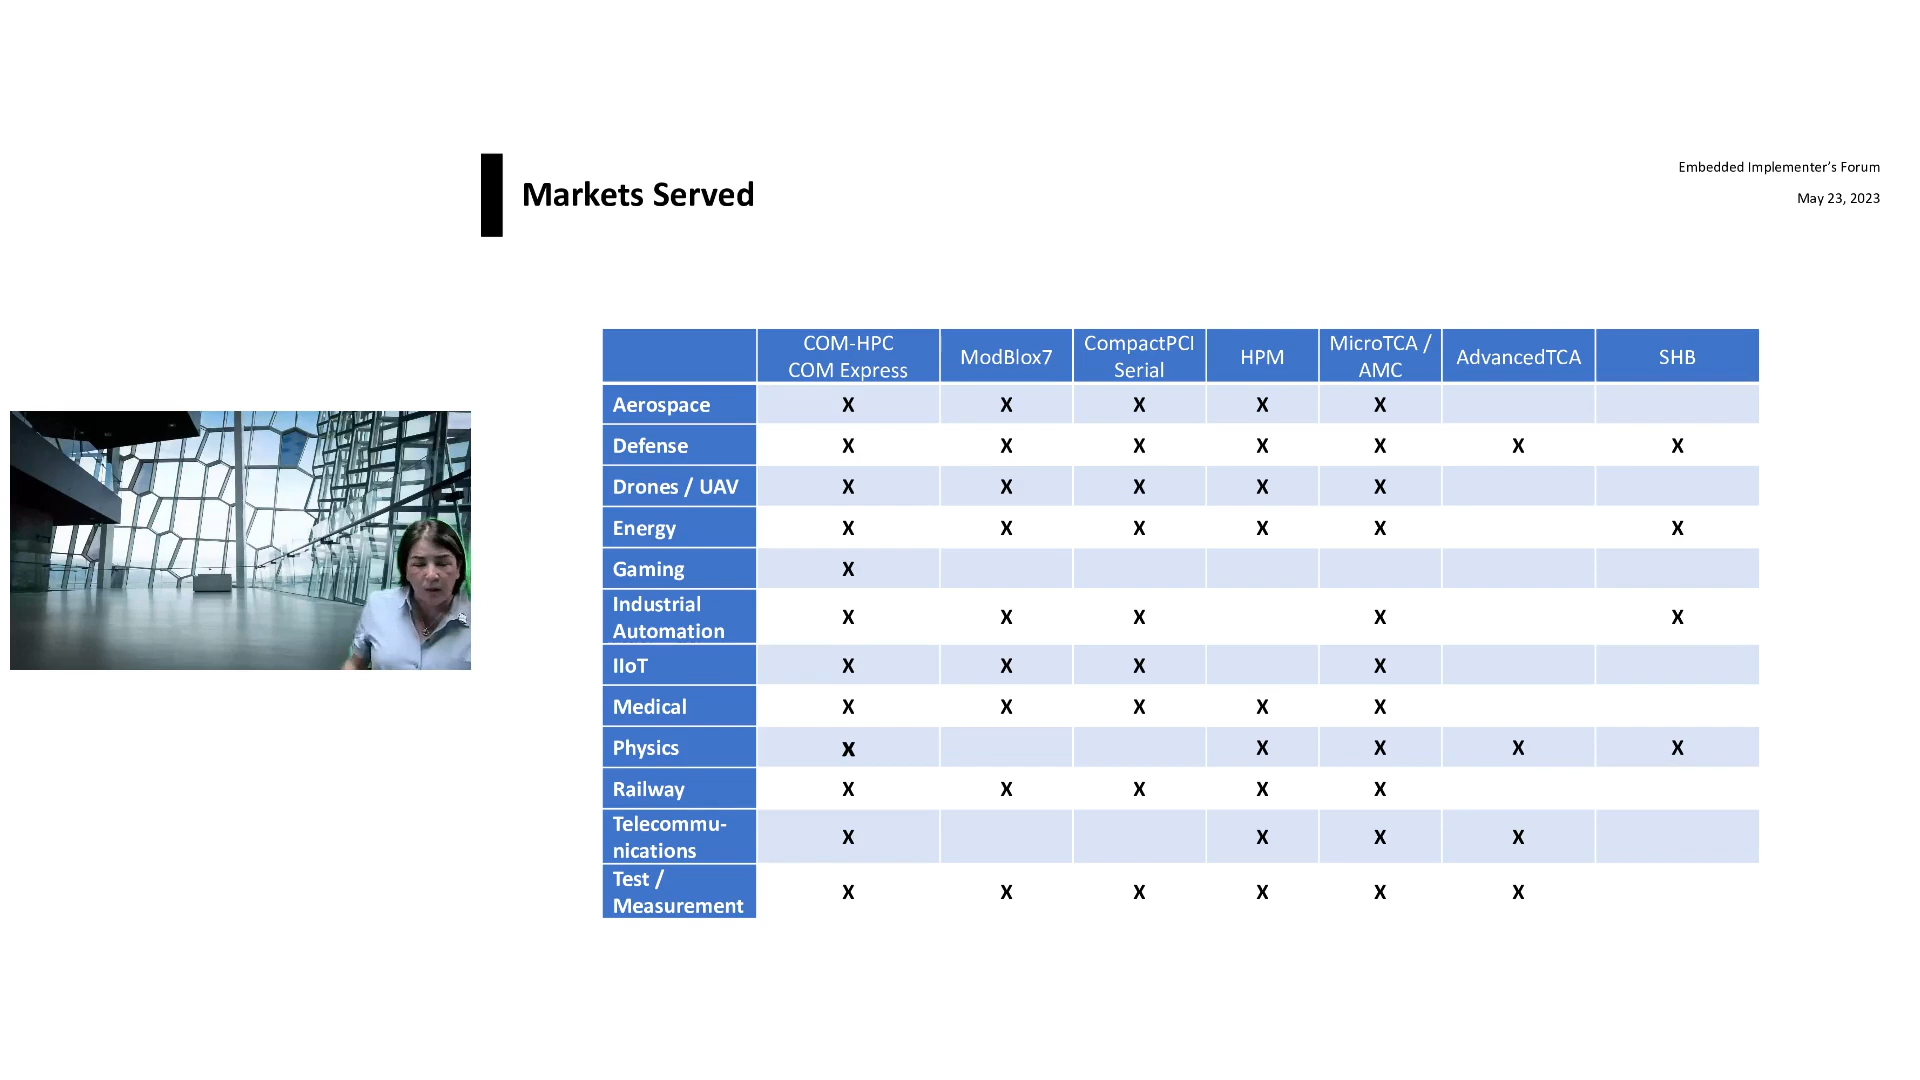 Markets Served
Embedded Implementer's Forum
May 23, 2023
COM-HPC
COM Express
ModBlox7
CompactPCI
Serial
HPM
MicroTCA /
AMC
AdvancedTCA
SHB
Aerospace X X X X X
Defense X X X X X X X
Drones / UAV X X X X X
Energy X X X X X X
Gaming X
Industrial
Automation X X X X X
IIoT X X X X
Medical X X X X X
Physics x X X X X
Railway X X X X X
Telecommu-
nications X X X X
Test /
Measurement X X X X X X